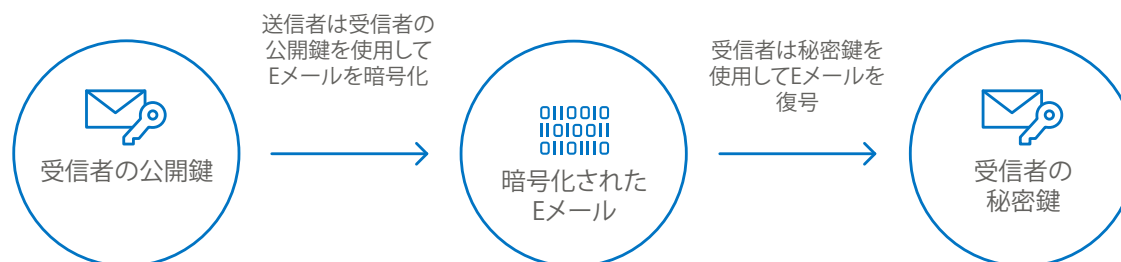 送信者は受信者の
公開鍵を使用して
Eメールを暗号化
受信者は秘密鍵を
使用してEメールを
復号
受信者の公開鍵
0110010
11010011
0110110
暗号化された
Eメール
受信者の
秘密鍵